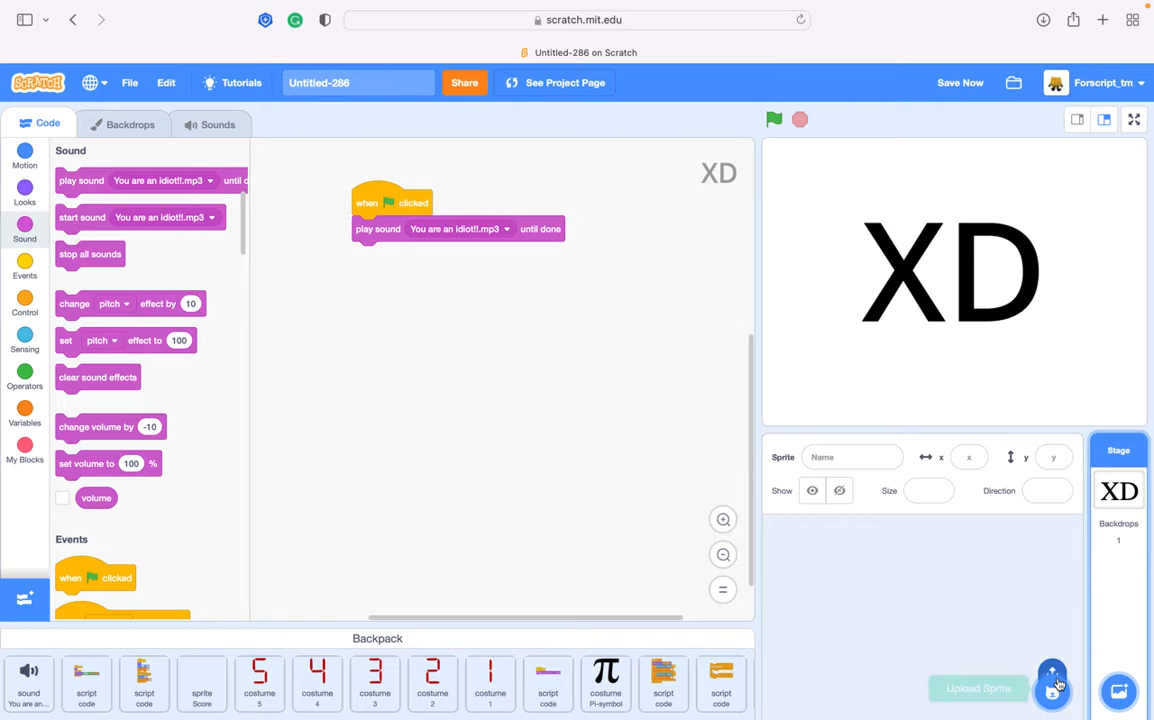 scratch.mit.edu
Untitled-286 on Scratch
SCRATCH
File
Edit
Tutorials
Untitled-286
Share
See Project Page
Save Now
Forscript_tm
Code
Backdrops
Sounds
Motion
Looks
Sound
Events
Control
Sensing
Operators
Variables
My Blocks
Sound
play sound You are an idiot!!.mp3 until d
start sound You are an idiot!!.mp3
stop all sounds
change pitch effect by 10
set pitch effect to 100
clear sound effects
change volume by -10
set volume to 100 %
volume
Events
when clicked
when clicked
play sound You are an idiot!!.mp3 until done
XD
XD
Sprite Name x x y y
Show Size Direction
Stage
XD
Backdrops
1
Upload Sprite
Backpack
sound
You are an...
script
code
script
code
sprite
Score
5
costume
5
4
costume
4
3
costume
3
2
costume
2
1
costume
1
script
code
π
costume
Pi-symbol
script
code
script
code